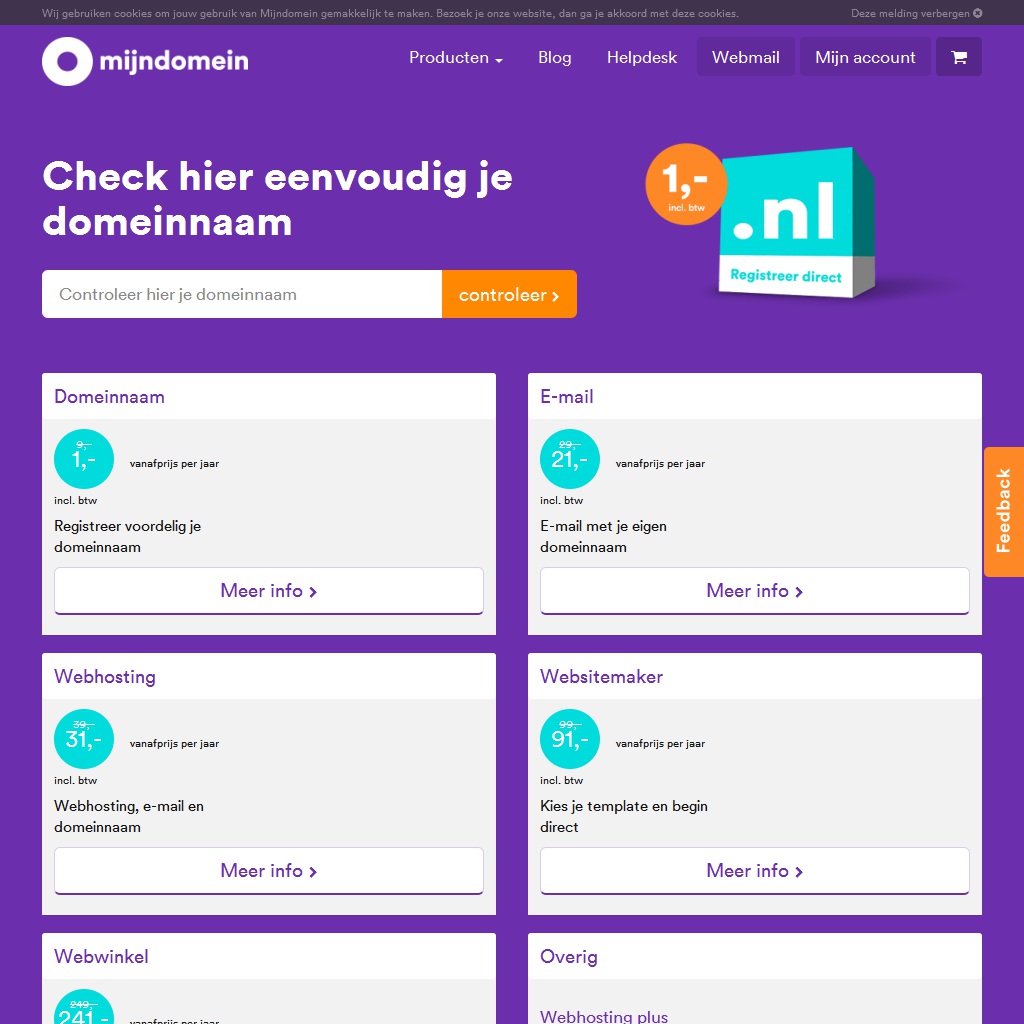 Wij gebruiken cookies om jouw gebruik van Mijndomein gemakkelijk te maken. Bezoek je onze website, dan ga je akkoord met deze cookies.
Deze melding verbergen
mijndomein
Producten
Blog
Helpdesk
Webmail
Mijn account
Check hier eenvoudig je
domeinnaam
Controleer hier je domeinnaam
controleer
1,-
incl. btw
.nl
Registreer direct
Domeinnaam
9,-
1,-
vanafprijs per jaar
incl. btw
Registreer voordelig je
domeinnaam
Meer info
E-mail
29,-
21,-
vanafprijs per jaar
incl. btw
E-mail met je eigen
domeinnaam
Meer info
Feedback
Webhosting
39,-
31,-
vanafprijs per jaar
incl. btw
Webhosting, e-mail en
domeinnaam
Meer info
Websitemaker
99,-
91,-
vanafprijs per jaar
incl. btw
Kies je template en begin
direct
Meer info
Webwinkel
249,-
241,-
vanafprijs per jaar
Overig
Webhosting plus